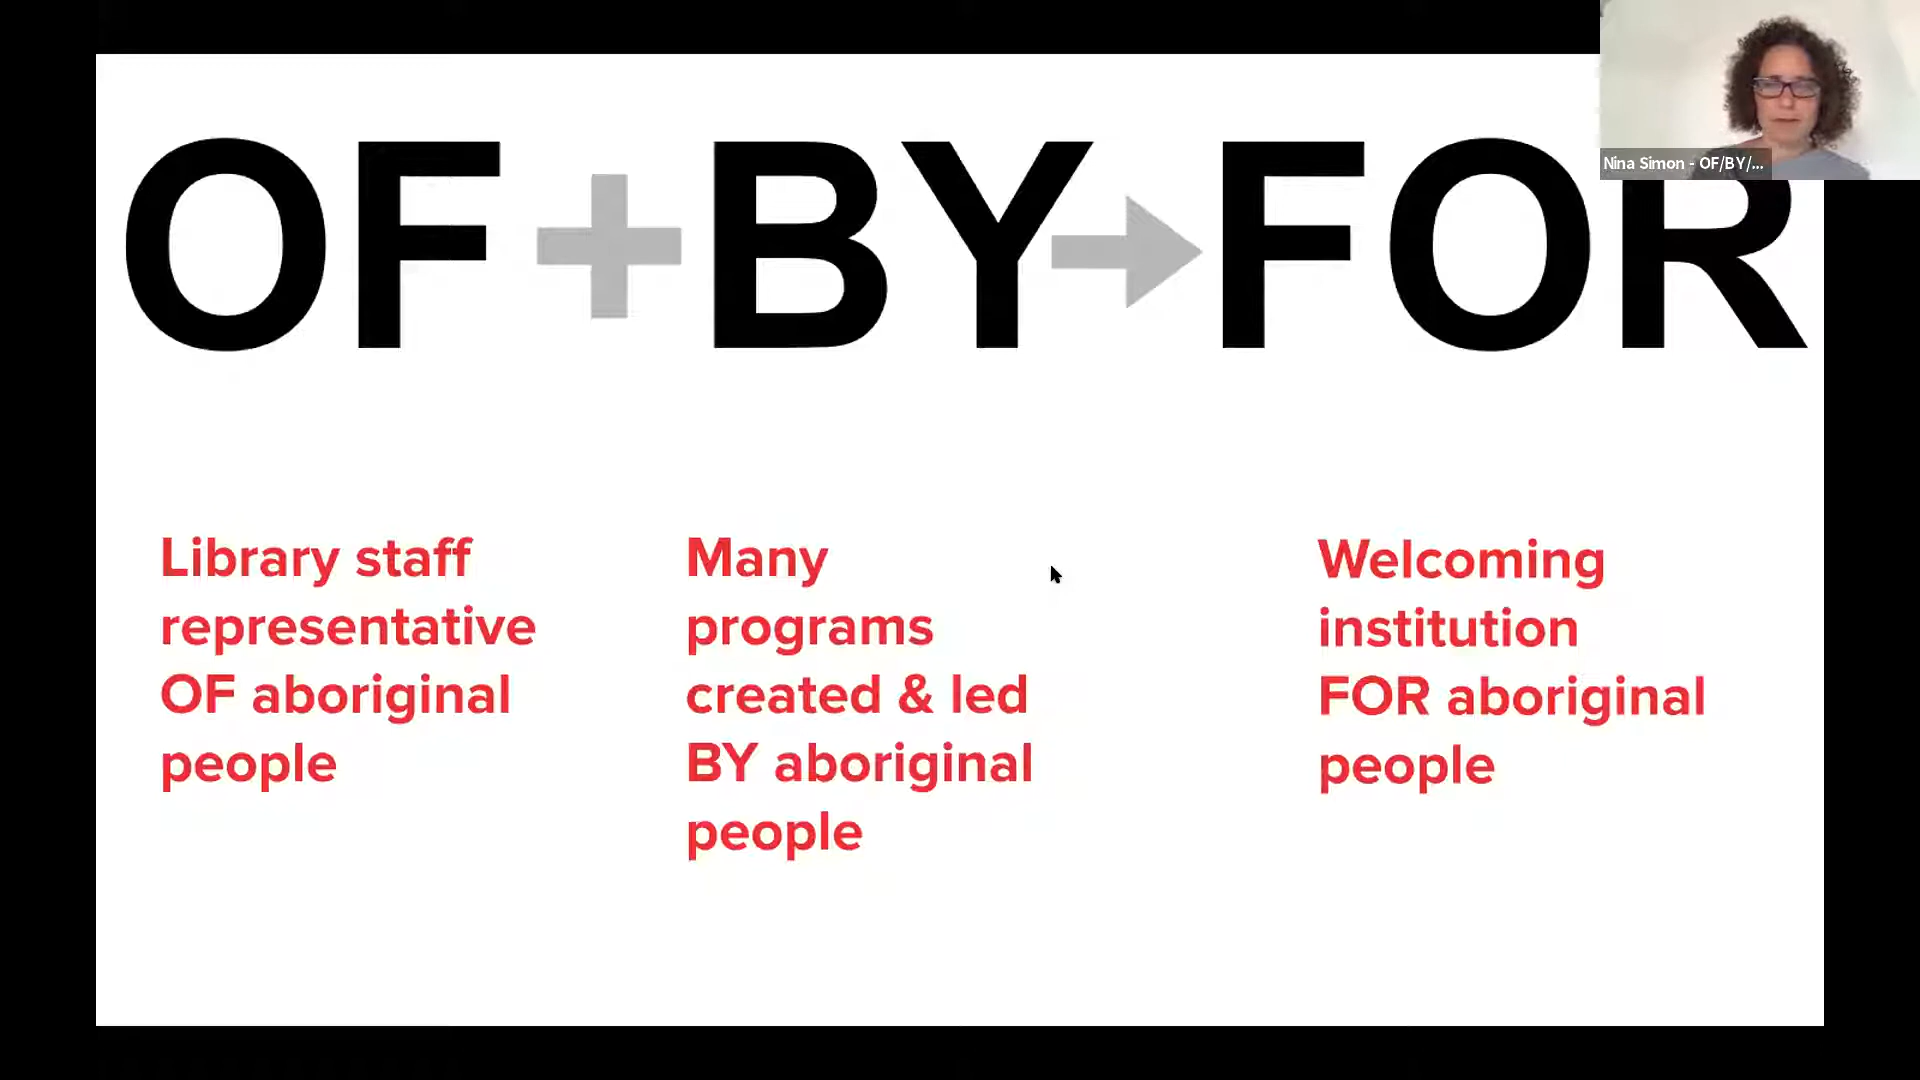 Nina Simon - OF/BY/...
OF + BY → FOR
Library staff
representative
OF aboriginal
people
Many
programs
created & led
BY aboriginal
people
Welcoming
institution
FOR aboriginal
people